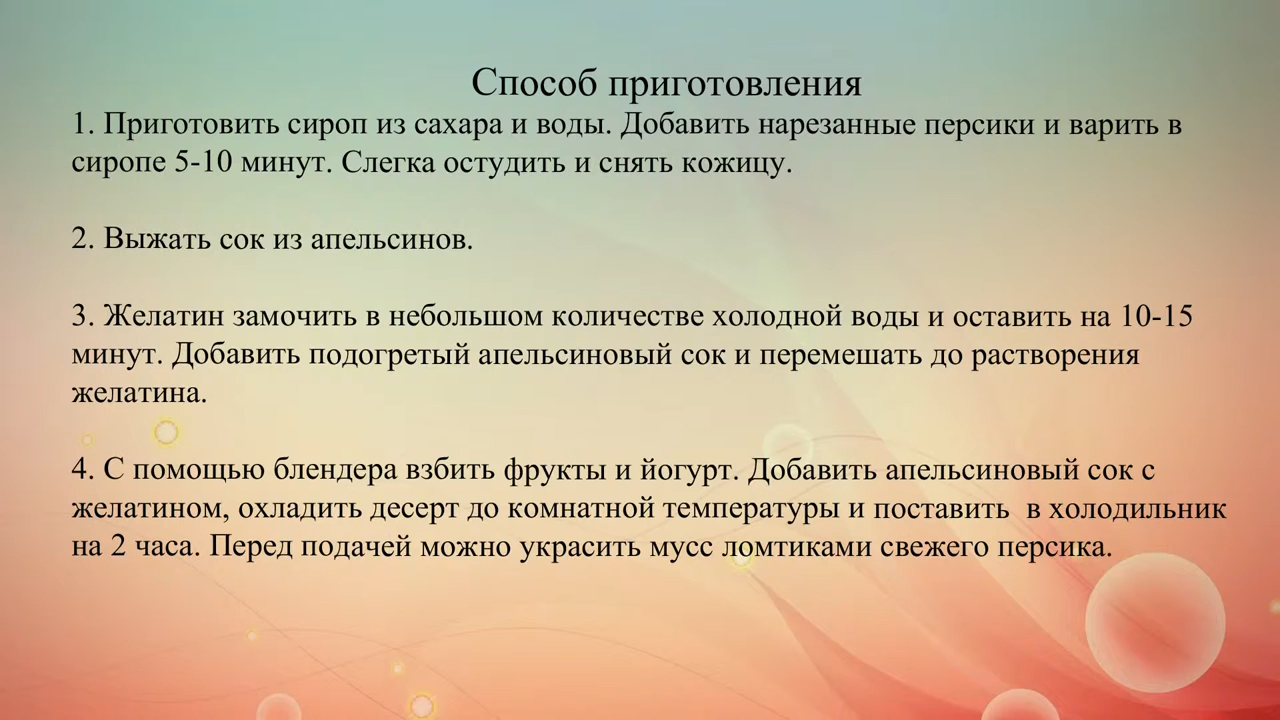 Способ приготовления
1. Приготовить сироп из сахара и воды. Добавить нарезанные персики и варить в
сиропе 5-10 минут. Слегка остудить и снять кожицу.
2. Выжать сок из апельсинов.
3. Желатин замочить в небольшом количестве холодной воды и оставить на 10-15
минут. Добавить подогретый апельсиновый сок и перемешать до растворения
желатина.
4. С помощью блендера взбить фрукты и йогурт. Добавить апельсиновый сок с
желатином, охладить десерт до комнатной температуры и поставить  в холодильник
на 2 часа. Перед подачей можно украсить мусс ломтиками свежего персика.